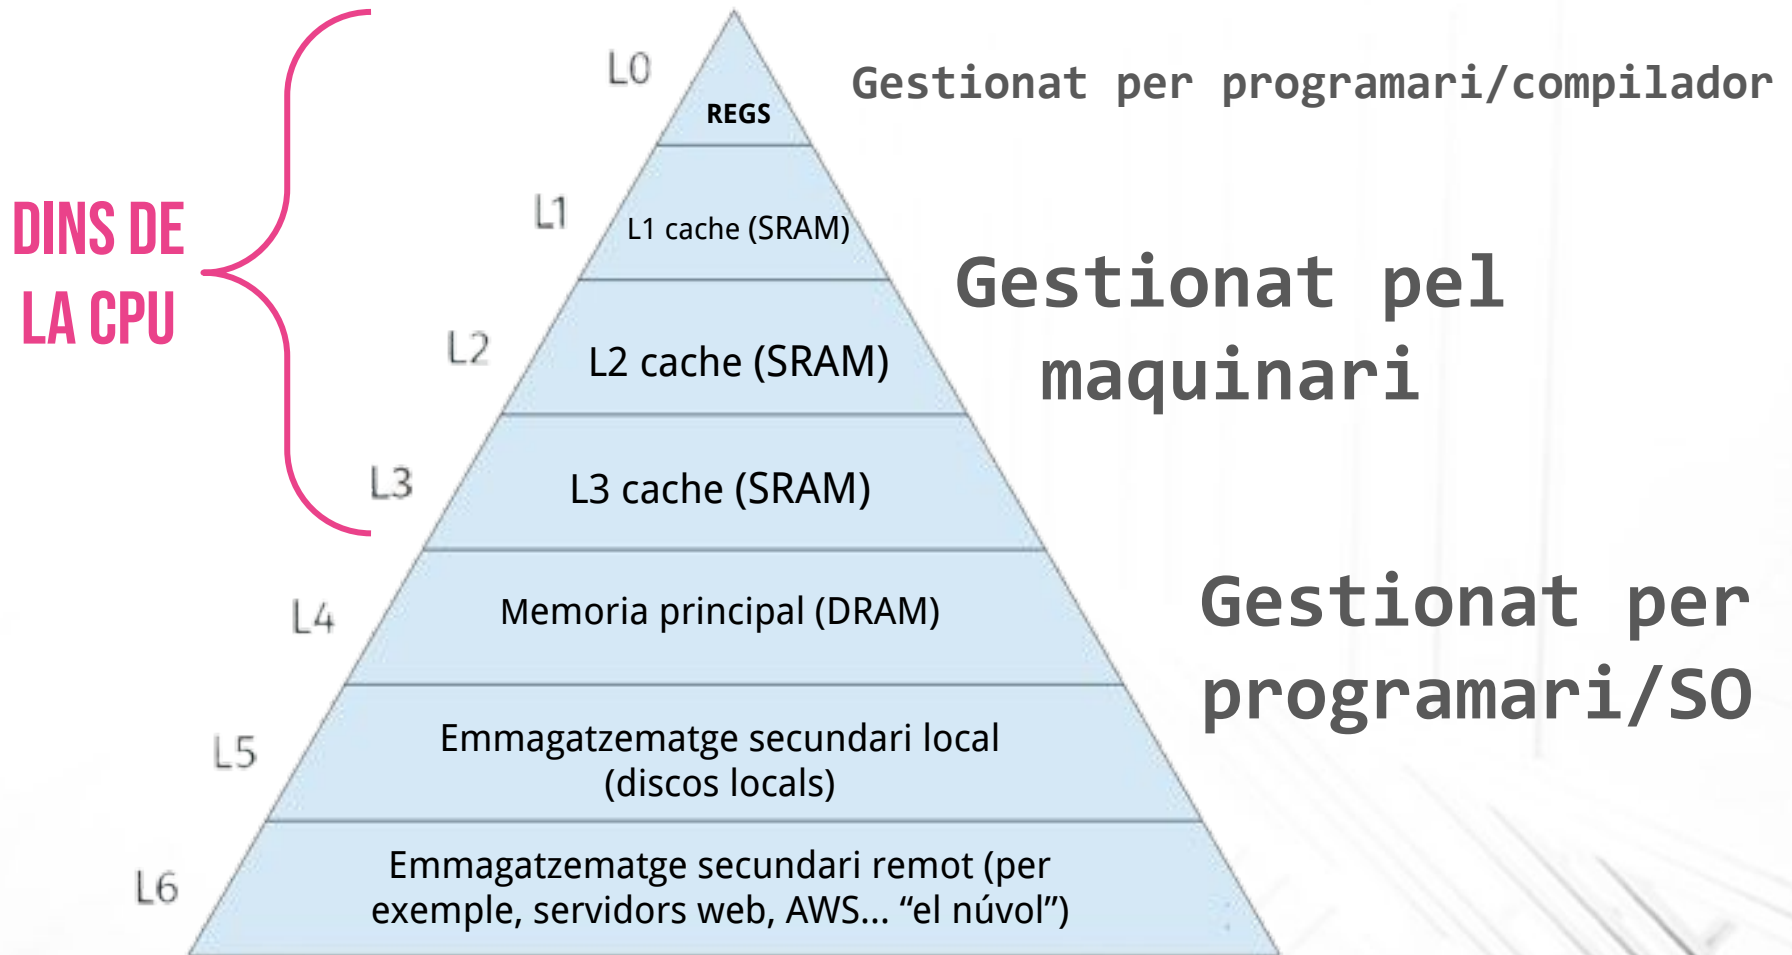 L0
REGS
Gestionat per programari/compilador
DINS DE
LA CPU
L1
L1 cache (SRAM)
Gestionat pel
maquinari
L2
L2 cache (SRAM)
L3
L3 cache (SRAM)
L4
Memoria principal (DRAM)
Gestionat per
programari/SO
L5
Emmagatzematge secundari local
(discos locals)
L6
Emmagatzematge secundari remot (per
exemple, servidors web, AWS... “el núvol”)